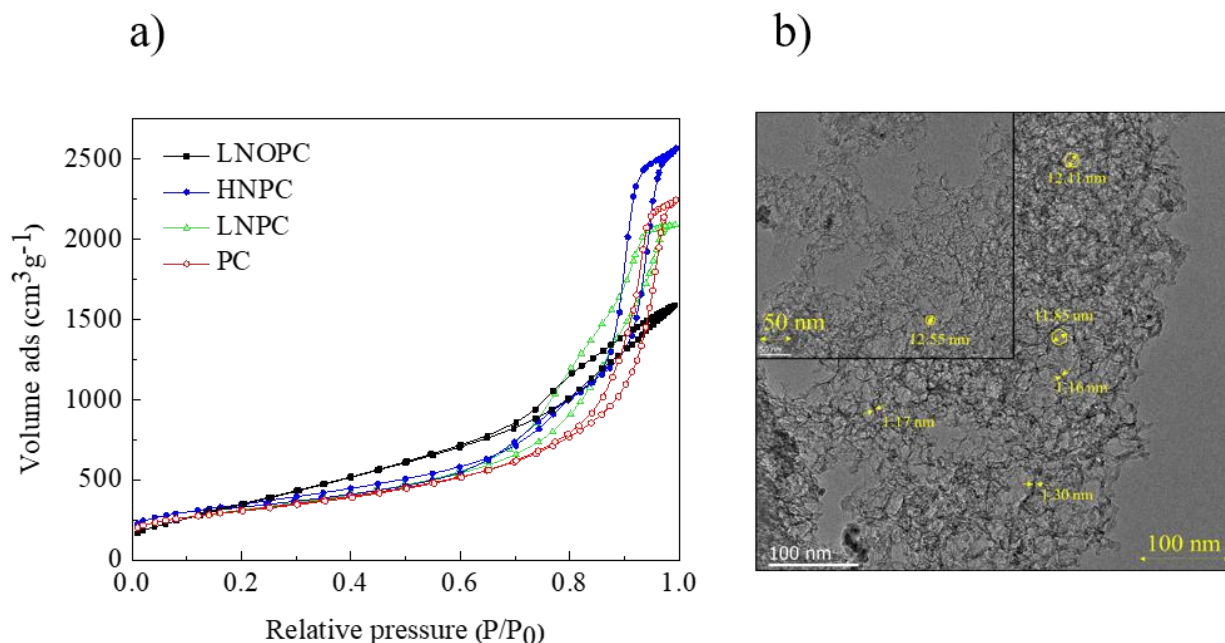 a)
b)
LNOPC
HNPC
LNPC
PC
Volume ads (cm³g⁻¹)
2500
2000
1500
1000
500
0
0.0 0.2 0.4 0.6 0.8 1.0
Relative pressure (P/P₀)
12.41 nm
50 nm
12.55 nm
11.85 nm
1.16 nm
1.17 nm
1.30 nm
100 nm
100 nm